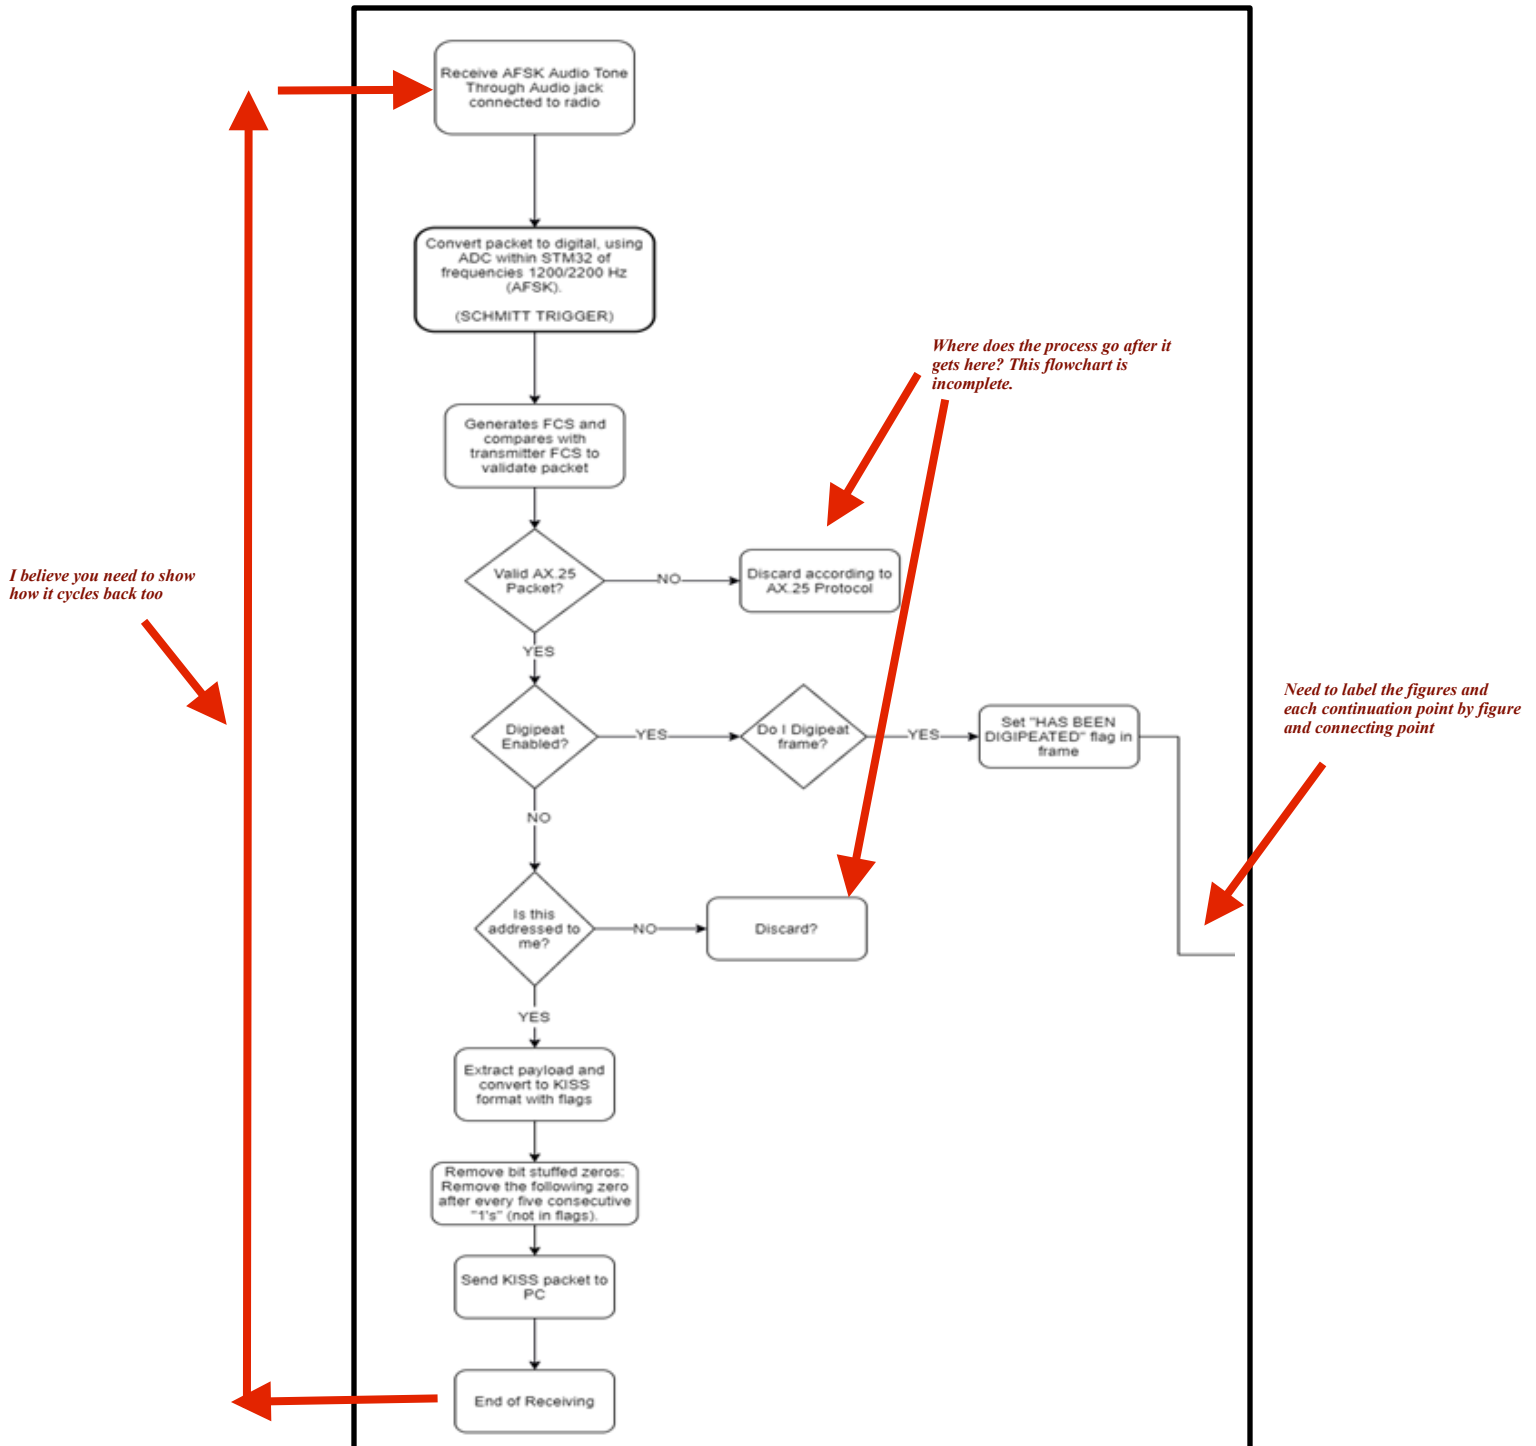 Receive AFSK Audio Tone
Through Audio jack
connected to radio
Convert packet to digital, using
ADC within STM32 of
frequencies 1200/2200 Hz
(AFSK).
(SCHMITT TRIGGER)
Where does the process go after it
gets here? This flowchart is
incomplete.
Generates FCS and
compares with
transmitter FCS to
validate packet
I believe you need to show
how it cycles back too
Valid AX.25
Packet?
NO
Discard according to
AX.25 Protocol
YES
Digipeat
Enabled?
YES
Do I Digipeat
frame?
YES
Set "HAS BEEN
DIGIPEATED" flag in
frame
Need to label the figures and
each continuation point by figure
and connecting point
NO
Is this
addressed to
me?
NO
Discard?
YES
Extract payload and
convert to KISS
format with flags
Remove bit stuffed zeros:
Remove the following zero
after every five consecutive
"1's" (not in flags).
Send KISS packet to
PC
End of Receiving